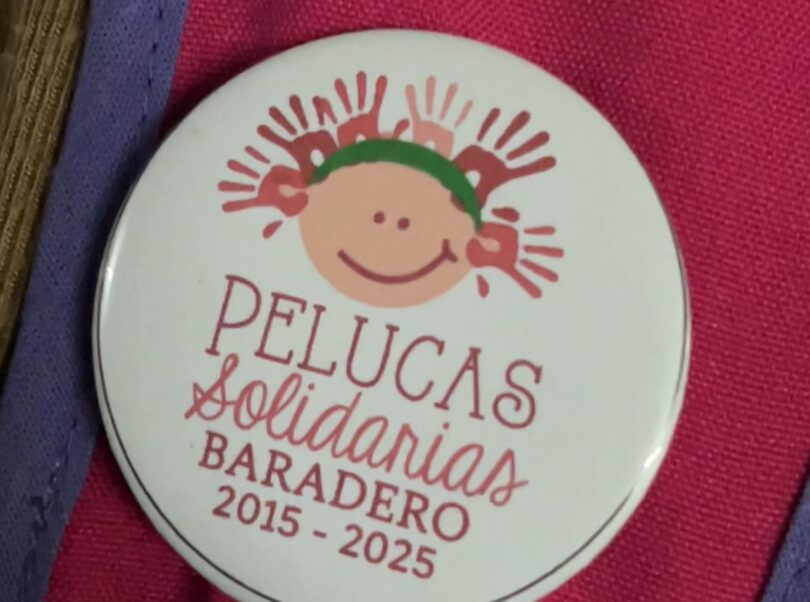 PELUCAS
Solidarias
BARADERO
2015 - 2025